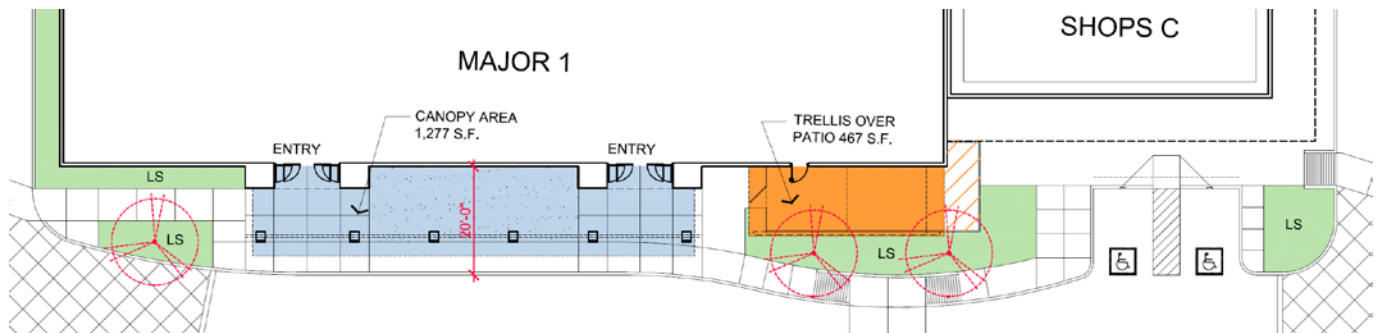 SHOPS C
MAJOR 1
CANOPY AREA
1,277 S.F.
TRELLIS OVER
PATIO 467 S.F.
ENTRY
ENTRY
LS
20'-0"
LS
LS
LS